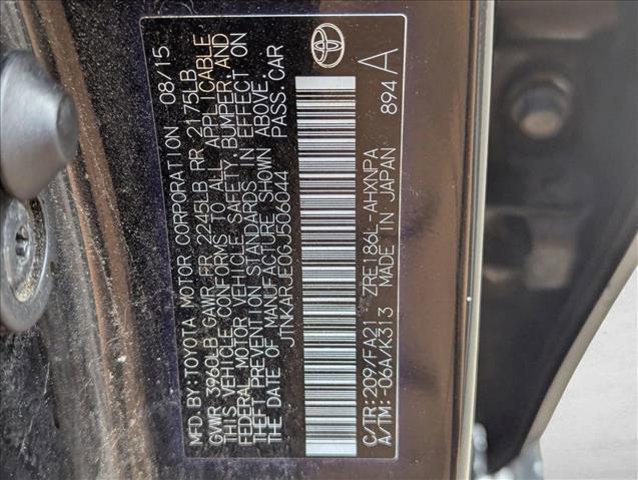 MFD.BY:TOYOTA MOTOR CORPORATION 08/15
GVWR 3960LB GAWR FR 2245LB RR 2175LB
THIS VEHICLE CONFORMS TO ALL APPLICABLE
FEDERAL MOTOR VEHICLE SAFETY, BUMPER, AND
THEFT PREVENTION STANDARDS IN EFFECT ON
THE DATE OF MANUFACTURE SHOWN ABOVE.
JTNKARJE0GJ506044 PASS.CAR
C/TR:209/FA21 ZRE186L-AHXNPA
A/TM:-06A/K313 MADE IN JAPAN 894A